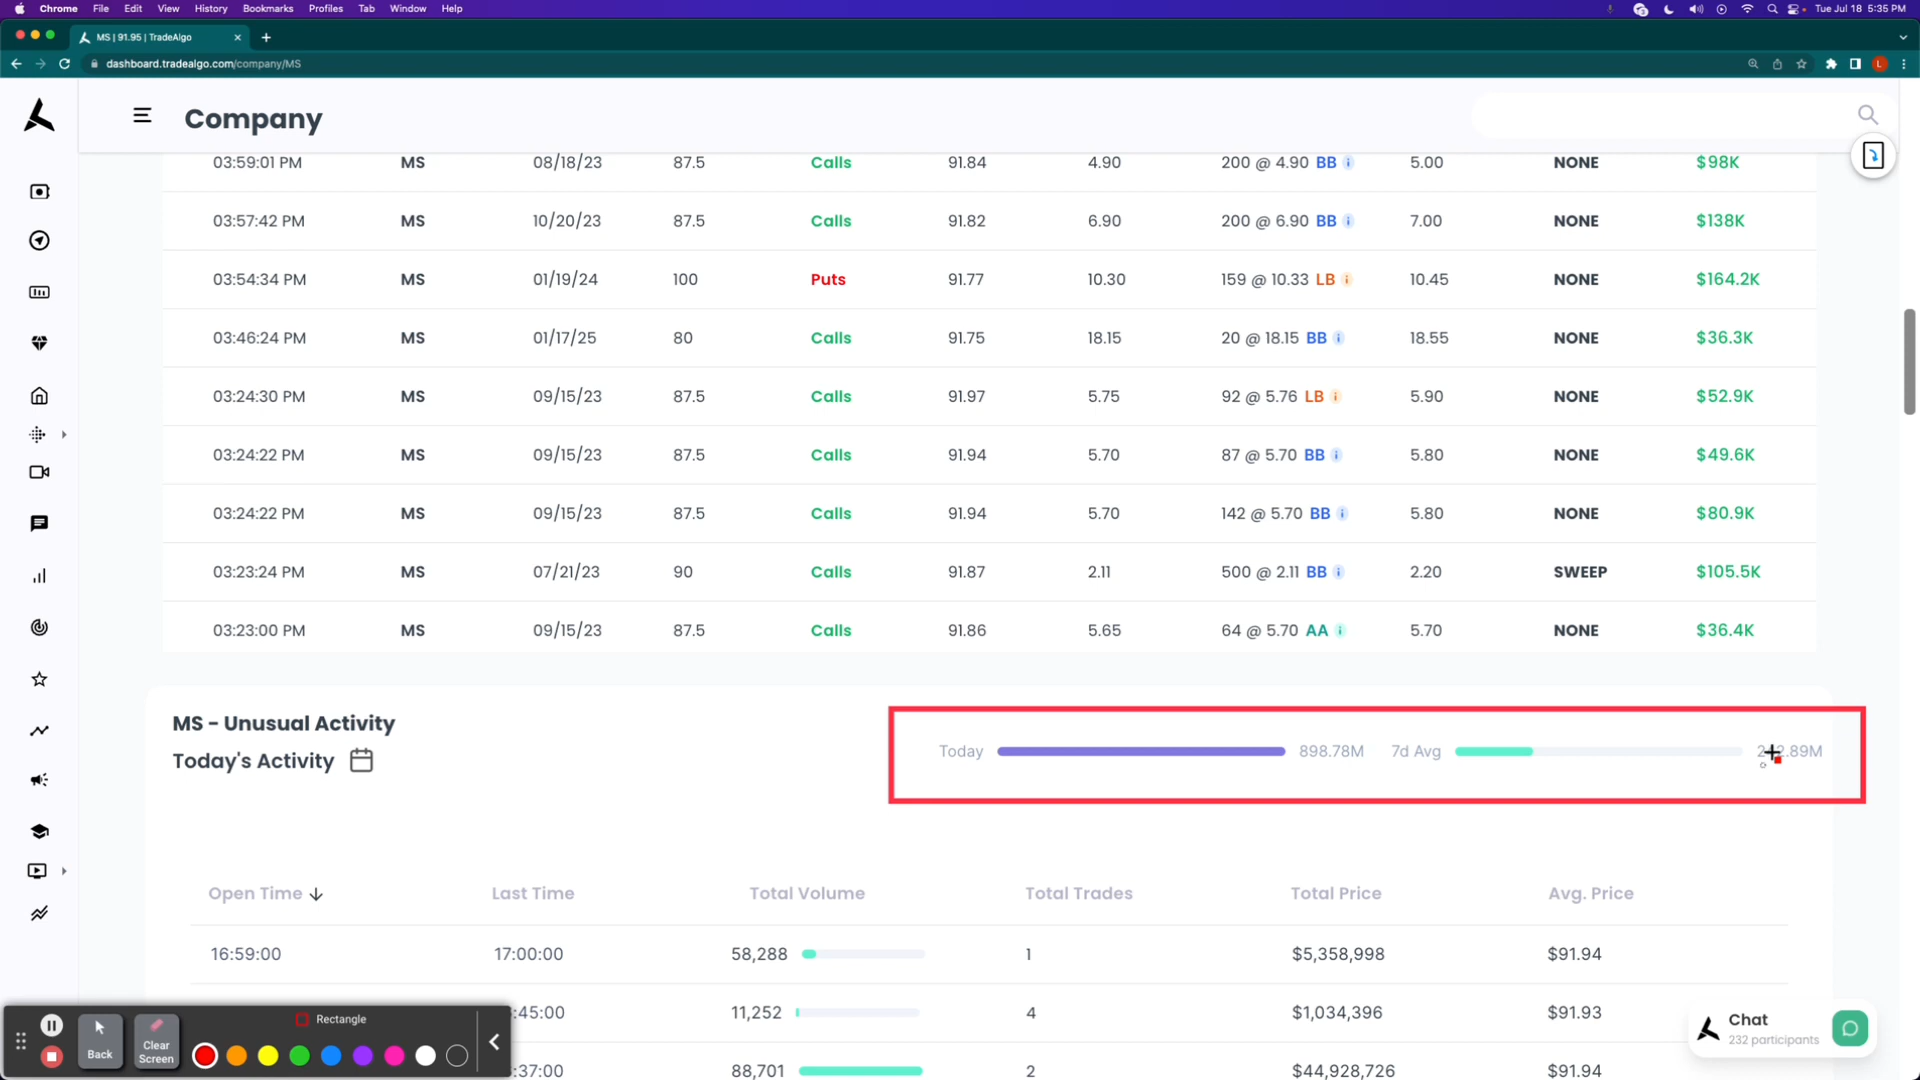 Chrome File Edit View History Bookmarks Profiles Tab Window Help Tue Jul 18 5:35 PM
MS | 91.95 | TradeAlgo
dashboard.tradealgo.com/company/MS L
Company
03:59:01 PM MS 08/18/23 87.5 Calls 91.84 4.90 200 @ 4.90 BB i 5.00 NONE $98K
03:57:42 PM MS 10/20/23 87.5 Calls 91.82 6.90 200 @ 6.90 BB i 7.00 NONE $138K
03:54:34 PM MS 01/19/24 100 Puts 91.77 10.30 159 @ 10.33 LB i 10.45 NONE $164.2K
03:46:24 PM MS 01/17/25 80 Calls 91.75 18.15 20 @ 18.15 BB i 18.55 NONE $36.3K
03:24:30 PM MS 09/15/23 87.5 Calls 91.97 5.75 92 @ 5.76 LB i 5.90 NONE $52.9K
03:24:22 PM MS 09/15/23 87.5 Calls 91.94 5.70 87 @ 5.70 BB i 5.80 NONE $49.6K
03:24:22 PM MS 09/15/23 87.5 Calls 91.94 5.70 142 @ 5.70 BB i 5.80 NONE $80.9K
03:23:24 PM MS 07/21/23 90 Calls 91.87 2.11 500 @ 2.11 BB i 2.20 SWEEP $105.5K
03:23:00 PM MS 09/15/23 87.5 Calls 91.86 5.65 64 @ 5.70 AA i 5.70 NONE $36.4K
MS - Unusual Activity
Today's Activity
Today 898.78M 7d Avg
Open Time Last Time Total Volume Total Trades Total Price Avg. Price
16:59:00 17:00:00 58,288 1 $5,358,998 $91.94
:45:00 11,252 4 $1,034,396 $91.93
:37:00 88,701 2 $44,928,726 $91.94
Rectangle
Back
Clear Screen
Chat
232 participants